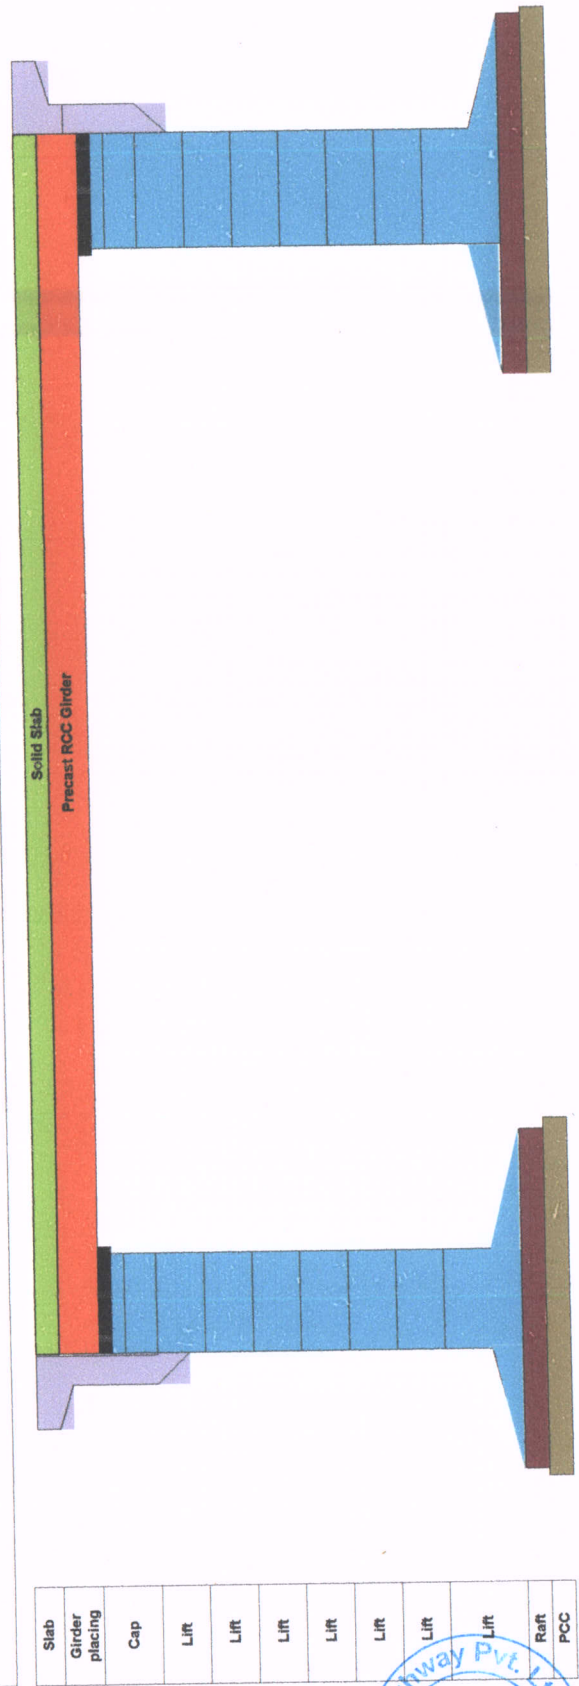 Solid Slab
Precast RCC Girder
Slab
Girder
placing
Cap
Lift
Lift
Lift
Lift
Lift
Lift
Lift
Raft
PCC
hway Pvt.